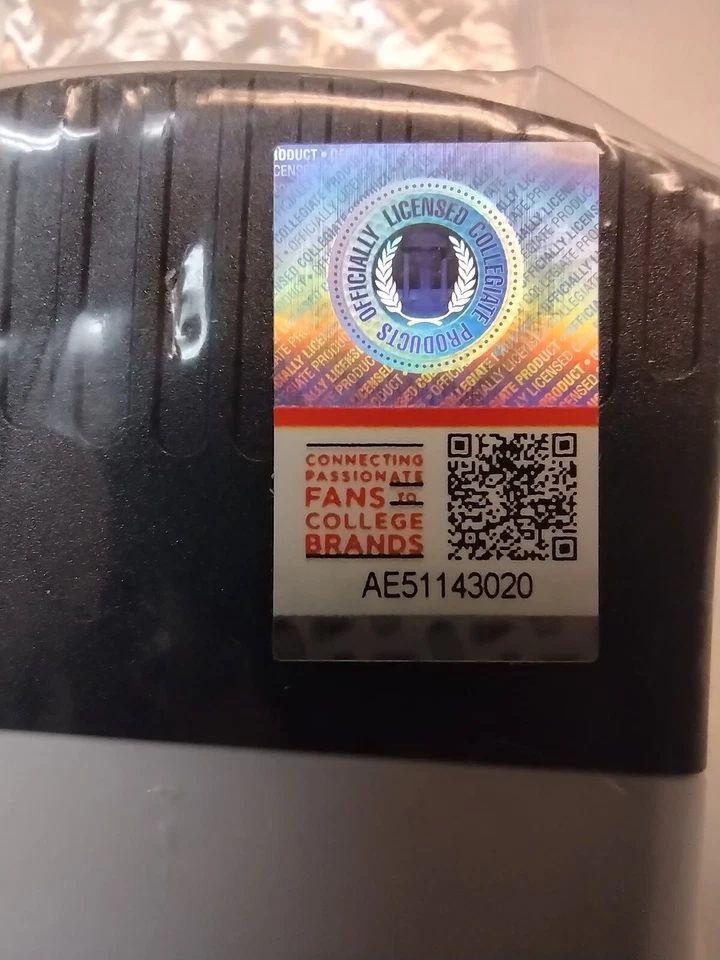 OFFICIALLY LICENSED COLLEGIATE PRODUCTS
CONNECTING
PASSIONATE
FANS TO
COLLEGE
BRANDS
AE51143020